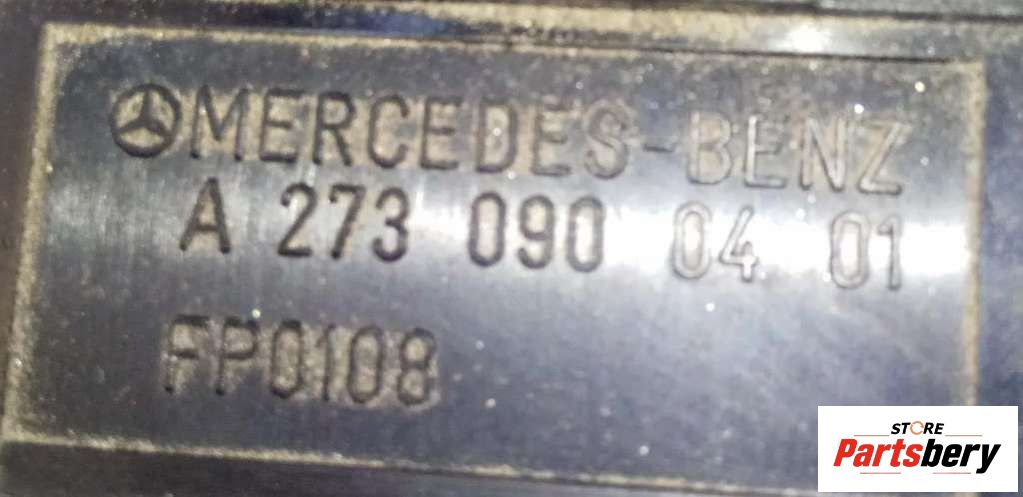 MERCEDES-BENZ
A 273 090 04 01
FP0108
STORE
Partsbery